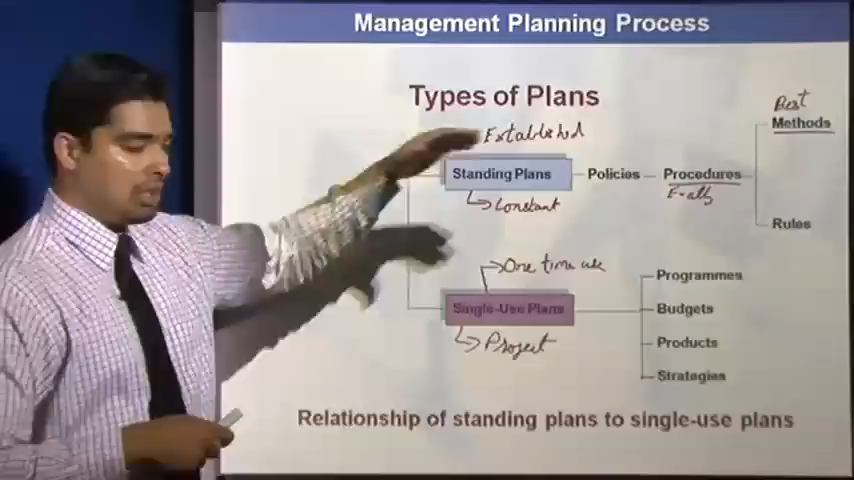 Management Planning Process
Types of Plans
Best
Methods
Established
Standing Plans
Policies
Procedures
Constant
Rules
One time use
Programmes
Single-Use Plans
Budgets
Project
Products
Strategies
Relationship of standing plans to single-use plans